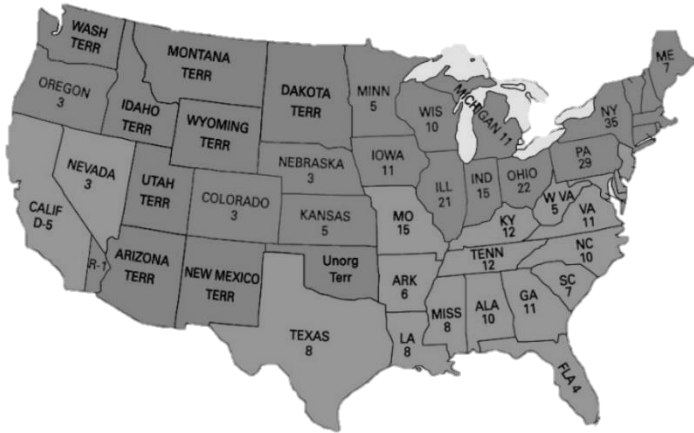 WASH
TERR
MONTANA
TERR
DAKOTA
TERR
MINN
5
ME
7
OREGON
3
IDAHO
TERR
WYOMING
TERR
WIS
10
MICHIGAN 11
NY
35
NEVADA
3
UTAH
TERR
COLORADO
3
NEBRASKA
3
IOWA
11
ILL
21
IND
15
OHIO
22
PA
29
CALIF
D-5
R-1
ARIZONA
TERR
NEW MEXICO
TERR
KANSAS
5
MO
15
KY
12
W VA
5
VA
11
Unorg
Terr
ARK
6
TENN
12
NC
10
SC
7
TEXAS
8
LA
8
MISS
8
ALA
10
GA
11
FLA 4